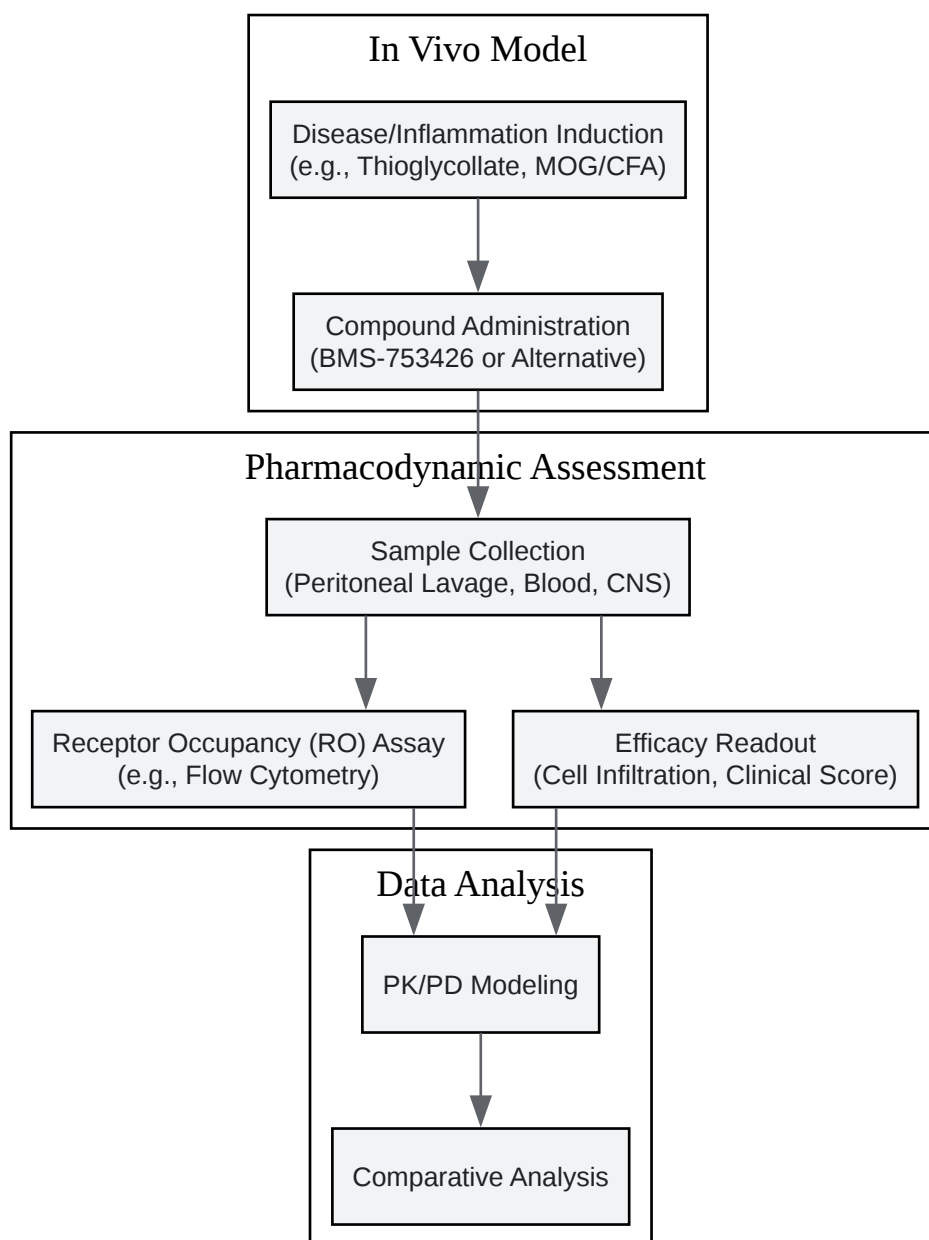 In Vivo Model
Disease/Inflammation Induction
(e.g., Thioglycollate, MOG/CFA)
Compound Administration
(BMS-753426 or Alternative)
Pharmacodynamic Assessment
Sample Collection
(Peritoneal Lavage, Blood, CNS)
Receptor Occupancy (RO) Assay
(e.g., Flow Cytometry)
Efficacy Readout
(Cell Infiltration, Clinical Score)
Data Analysis
PK/PD Modeling
Comparative Analysis